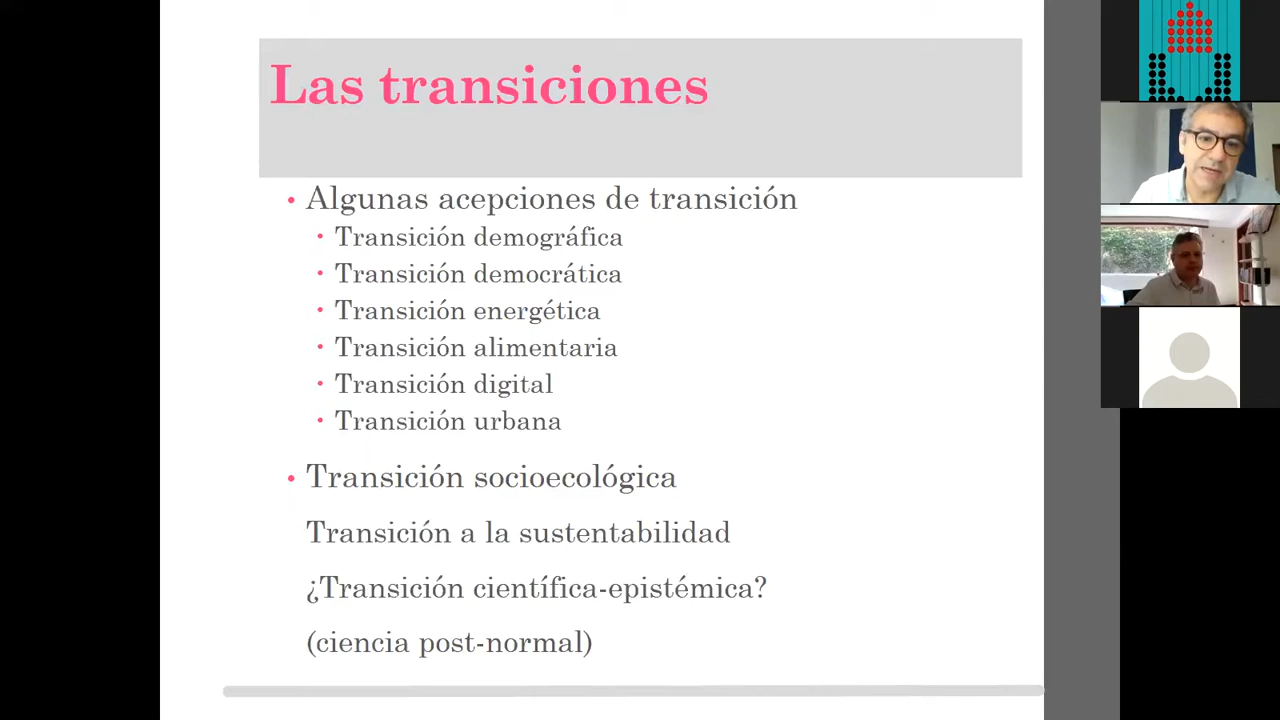 Las transiciones
• Algunas acepciones de transición
• Transición demográfica
• Transición democrática
• Transición energética
• Transición alimentaria
• Transición digital
• Transición urbana
• Transición socioecológica
Transición a la sustentabilidad
¿Transición científica-epistémica?
(ciencia post-normal)